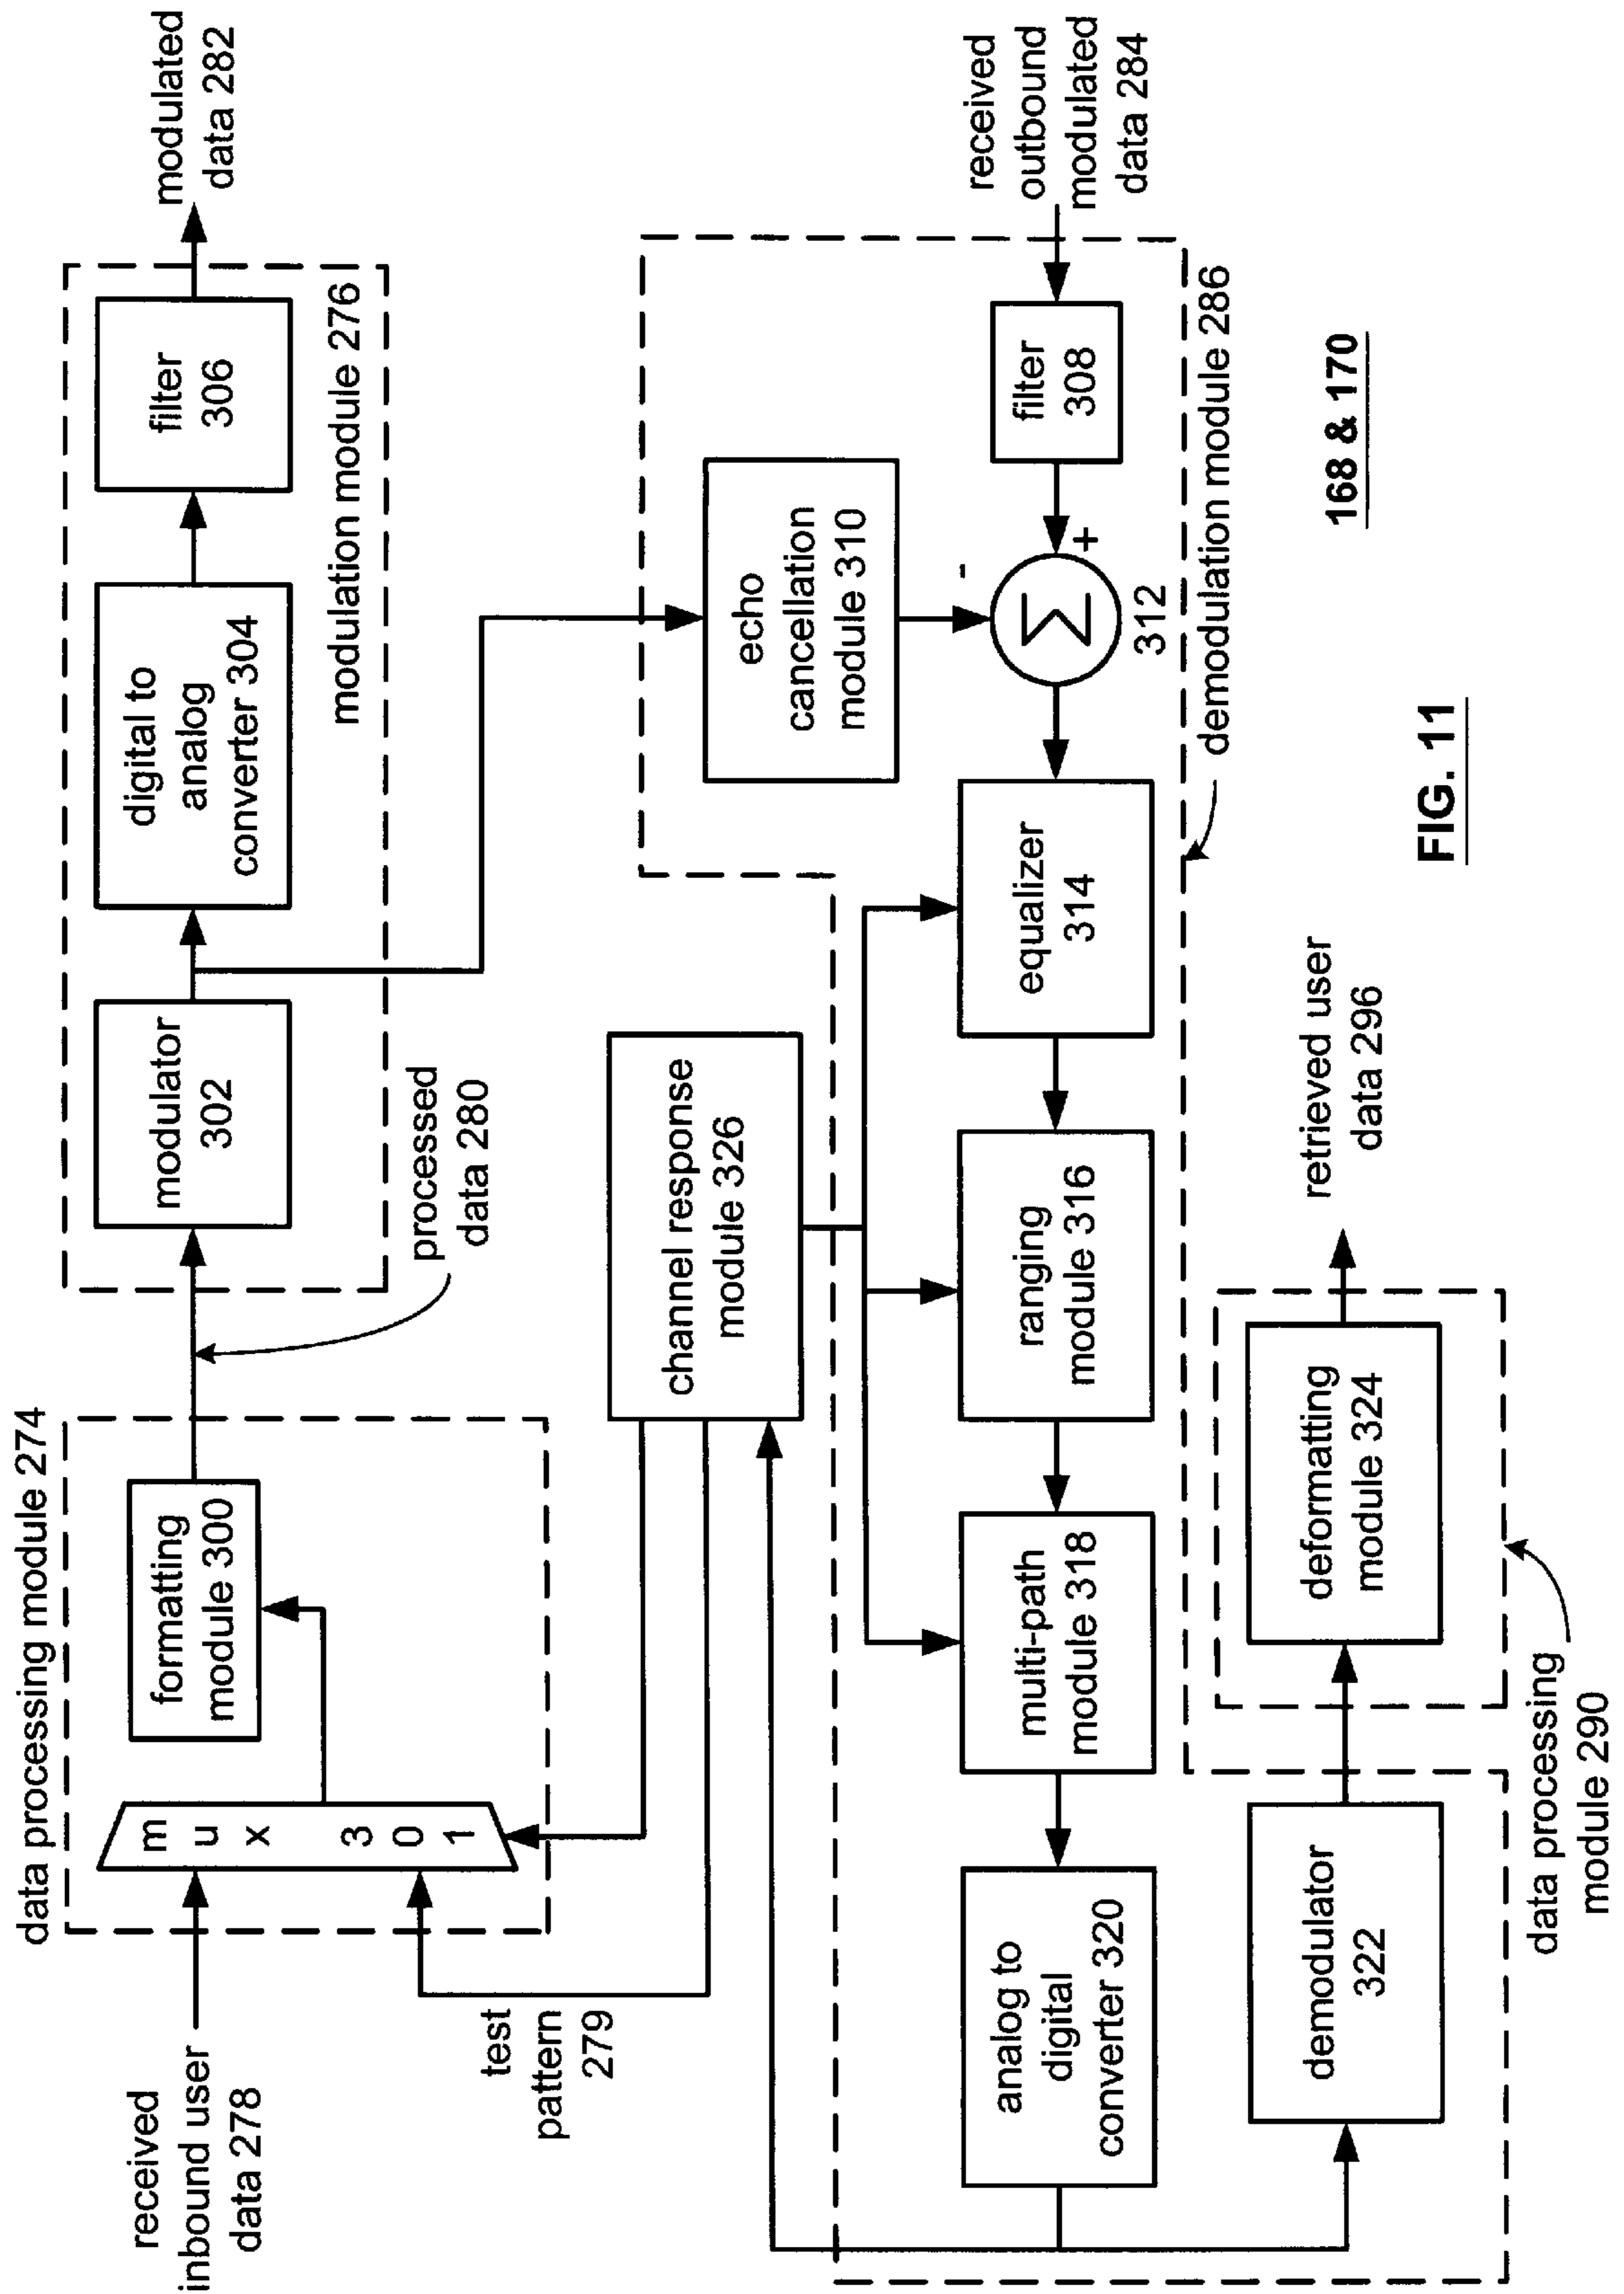 data processing module 274
received
inbound user
data 278
m
u
x
3
0
1
formatting
module 300
processed
data 280
modulator
302
digital to
analog
converter 304
filter
306
modulation module 276
modulated
data 282
test
pattern
279
channel response
module 326
echo
cancellation
module 310
received
outbound
modulated
data 284
filter
308
-
+
Σ
312
equalizer
314
ranging
module 316
multi-path
module 318
analog to
digital
converter 320
demodulation module 286
demodulator
322
deformatting
module 324
retrieved user
data 296
data processing
module 290
168 & 170
FIG. 11